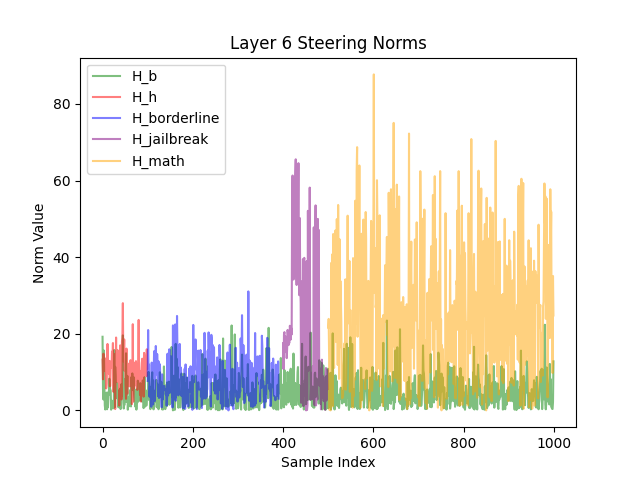 Layer 6 Steering Norms
H_b
H_h
H_borderline
H_jailbreak
H_math
Norm Value
80
60
40
20
0
0 200 400 600 800 1000
Sample Index